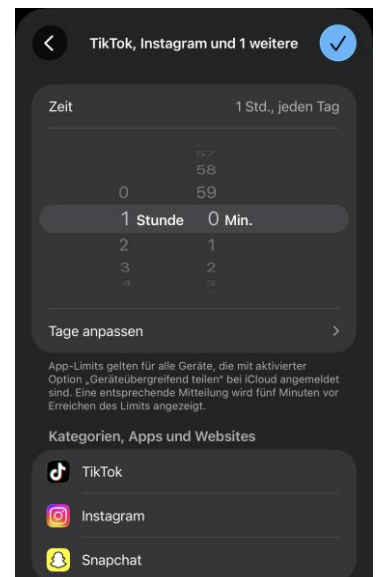 TikTok, Instagram und 1 weitere
Zeit 1 Std., jeden Tag
57
58
0 59
1 Stunde 0 Min.
2 1
3 2
4 3
Tage anpassen
App-Limits gelten für alle Geräte, die mit aktivierter
Option „Geräteübergreifend teilen" bei iCloud angemeldet
sind. Eine entsprechende Mitteilung wird fünf Minuten vor
Erreichen des Limits angezeigt.
Kategorien, Apps und Websites
TikTok
Instagram
Snapchat